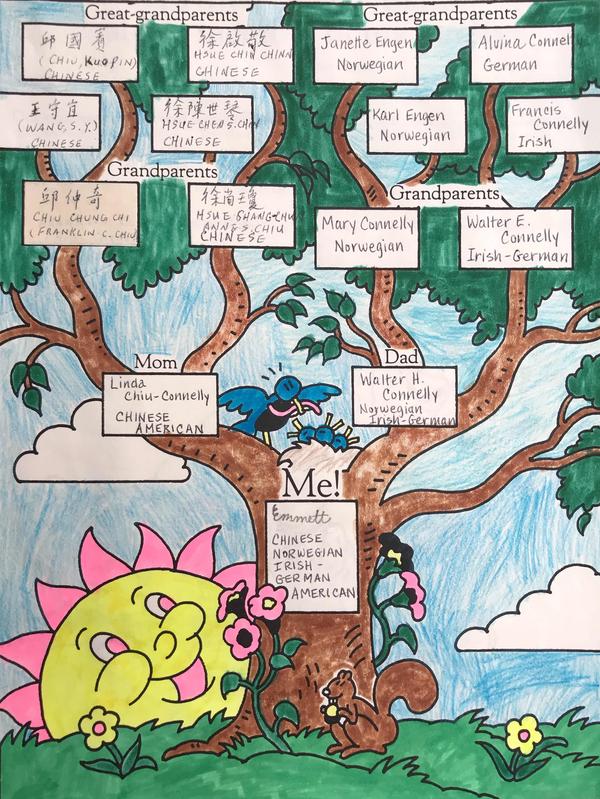 Great-grandparents
邱國看
(CHIU, Kuo Pin)
CHINESE
徐啟敬
HSUE CHIN CHINN
CHINESE
王守宜
(WANG, S. Y.)
CHINESE
徐陳世琴
HSUE CHEN S. CHIN
CHINESE
Great-grandparents
Janette Engen
Norwegian
Alvina Connelly
German
Karl Engen
Norwegian
Francis
Connelly
Irish
Grandparents
邱仲奇
CHIU CHUNG CHI
(FRANKLIN C. CHIU)
徐尚瓊
HSUE SHANG-CHIU
ANN S. CHIU
CHINESE
Grandparents
Mary Connelly
Norwegian
Walter E.
Connelly
Irish-German
Mom
Linda
Chiu-Connelly
CHINESE
AMERICAN
Dad
Walter H.
Connelly
Norwegian
Irish-German
Me!
Emmett
CHINESE
NORWEGIAN
IRISH -
GERMAN
AMERICAN